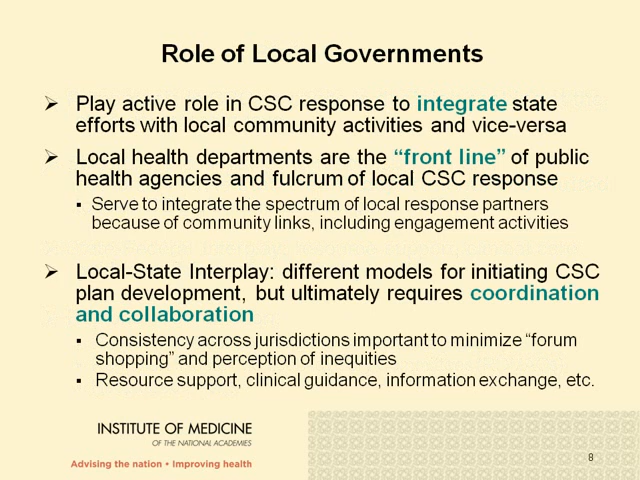 Role of Local Governments
➢ Play active role in CSC response to integrate state
efforts with local community activities and vice-versa
➢ Local health departments are the “front line” of public
health agencies and fulcrum of local CSC response
▪ Serve to integrate the spectrum of local response partners
because of community links, including engagement activities
➢ Local-State Interplay: different models for initiating CSC
plan development, but ultimately requires coordination
and collaboration
▪ Consistency across jurisdictions important to minimize “forum
shopping” and perception of inequities
▪ Resource support, clinical guidance, information exchange, etc.
INSTITUTE OF MEDICINE
OF THE NATIONAL ACADEMIES
Advising the nation • Improving health
8